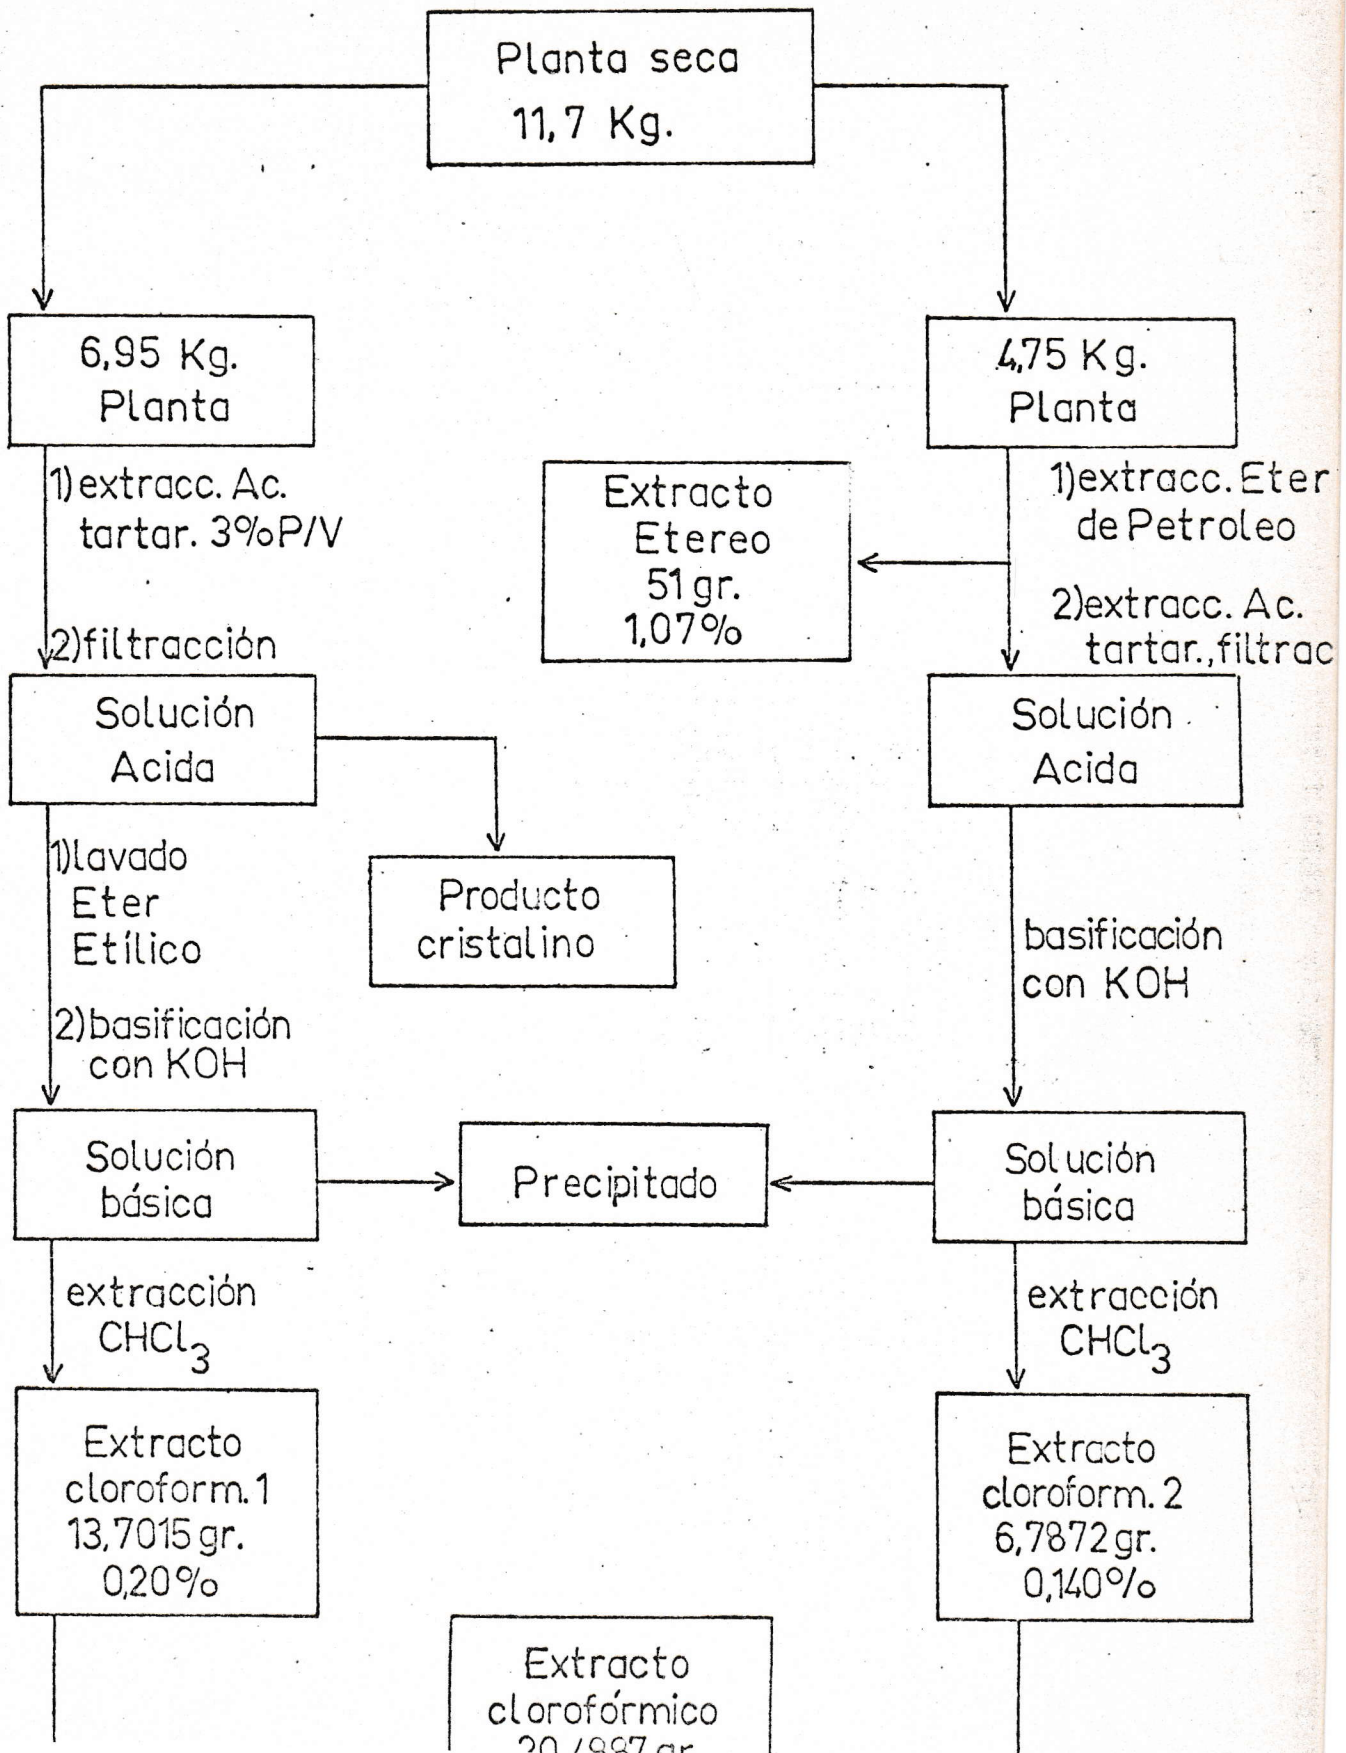 Planta seca
11,7 Kg.
6,95 Kg.
Planta
4,75 Kg.
Planta
1)extracc. Ac.
tartar. 3%P/V
2)filtracción
Extracto
Etereo
51 gr.
1,07%
1)extracc. Eter
de Petroleo
2)extracc. Ac.
tartar.,filtrac
Solución
Acida
Solución
Acida
1)lavado
Eter
Etílico
2)basificación
con KOH
Producto
cristalino
basificación
con KOH
Solución
básica
Precipitado
Solución
básica
extracción
CHCl3
extracción
CHCl3
Extracto
cloroform. 1
13,7015 gr.
0,20%
Extracto
cloroform. 2
6,7872 gr.
0,140%
Extracto
clorofórmico
20,4887 gr.